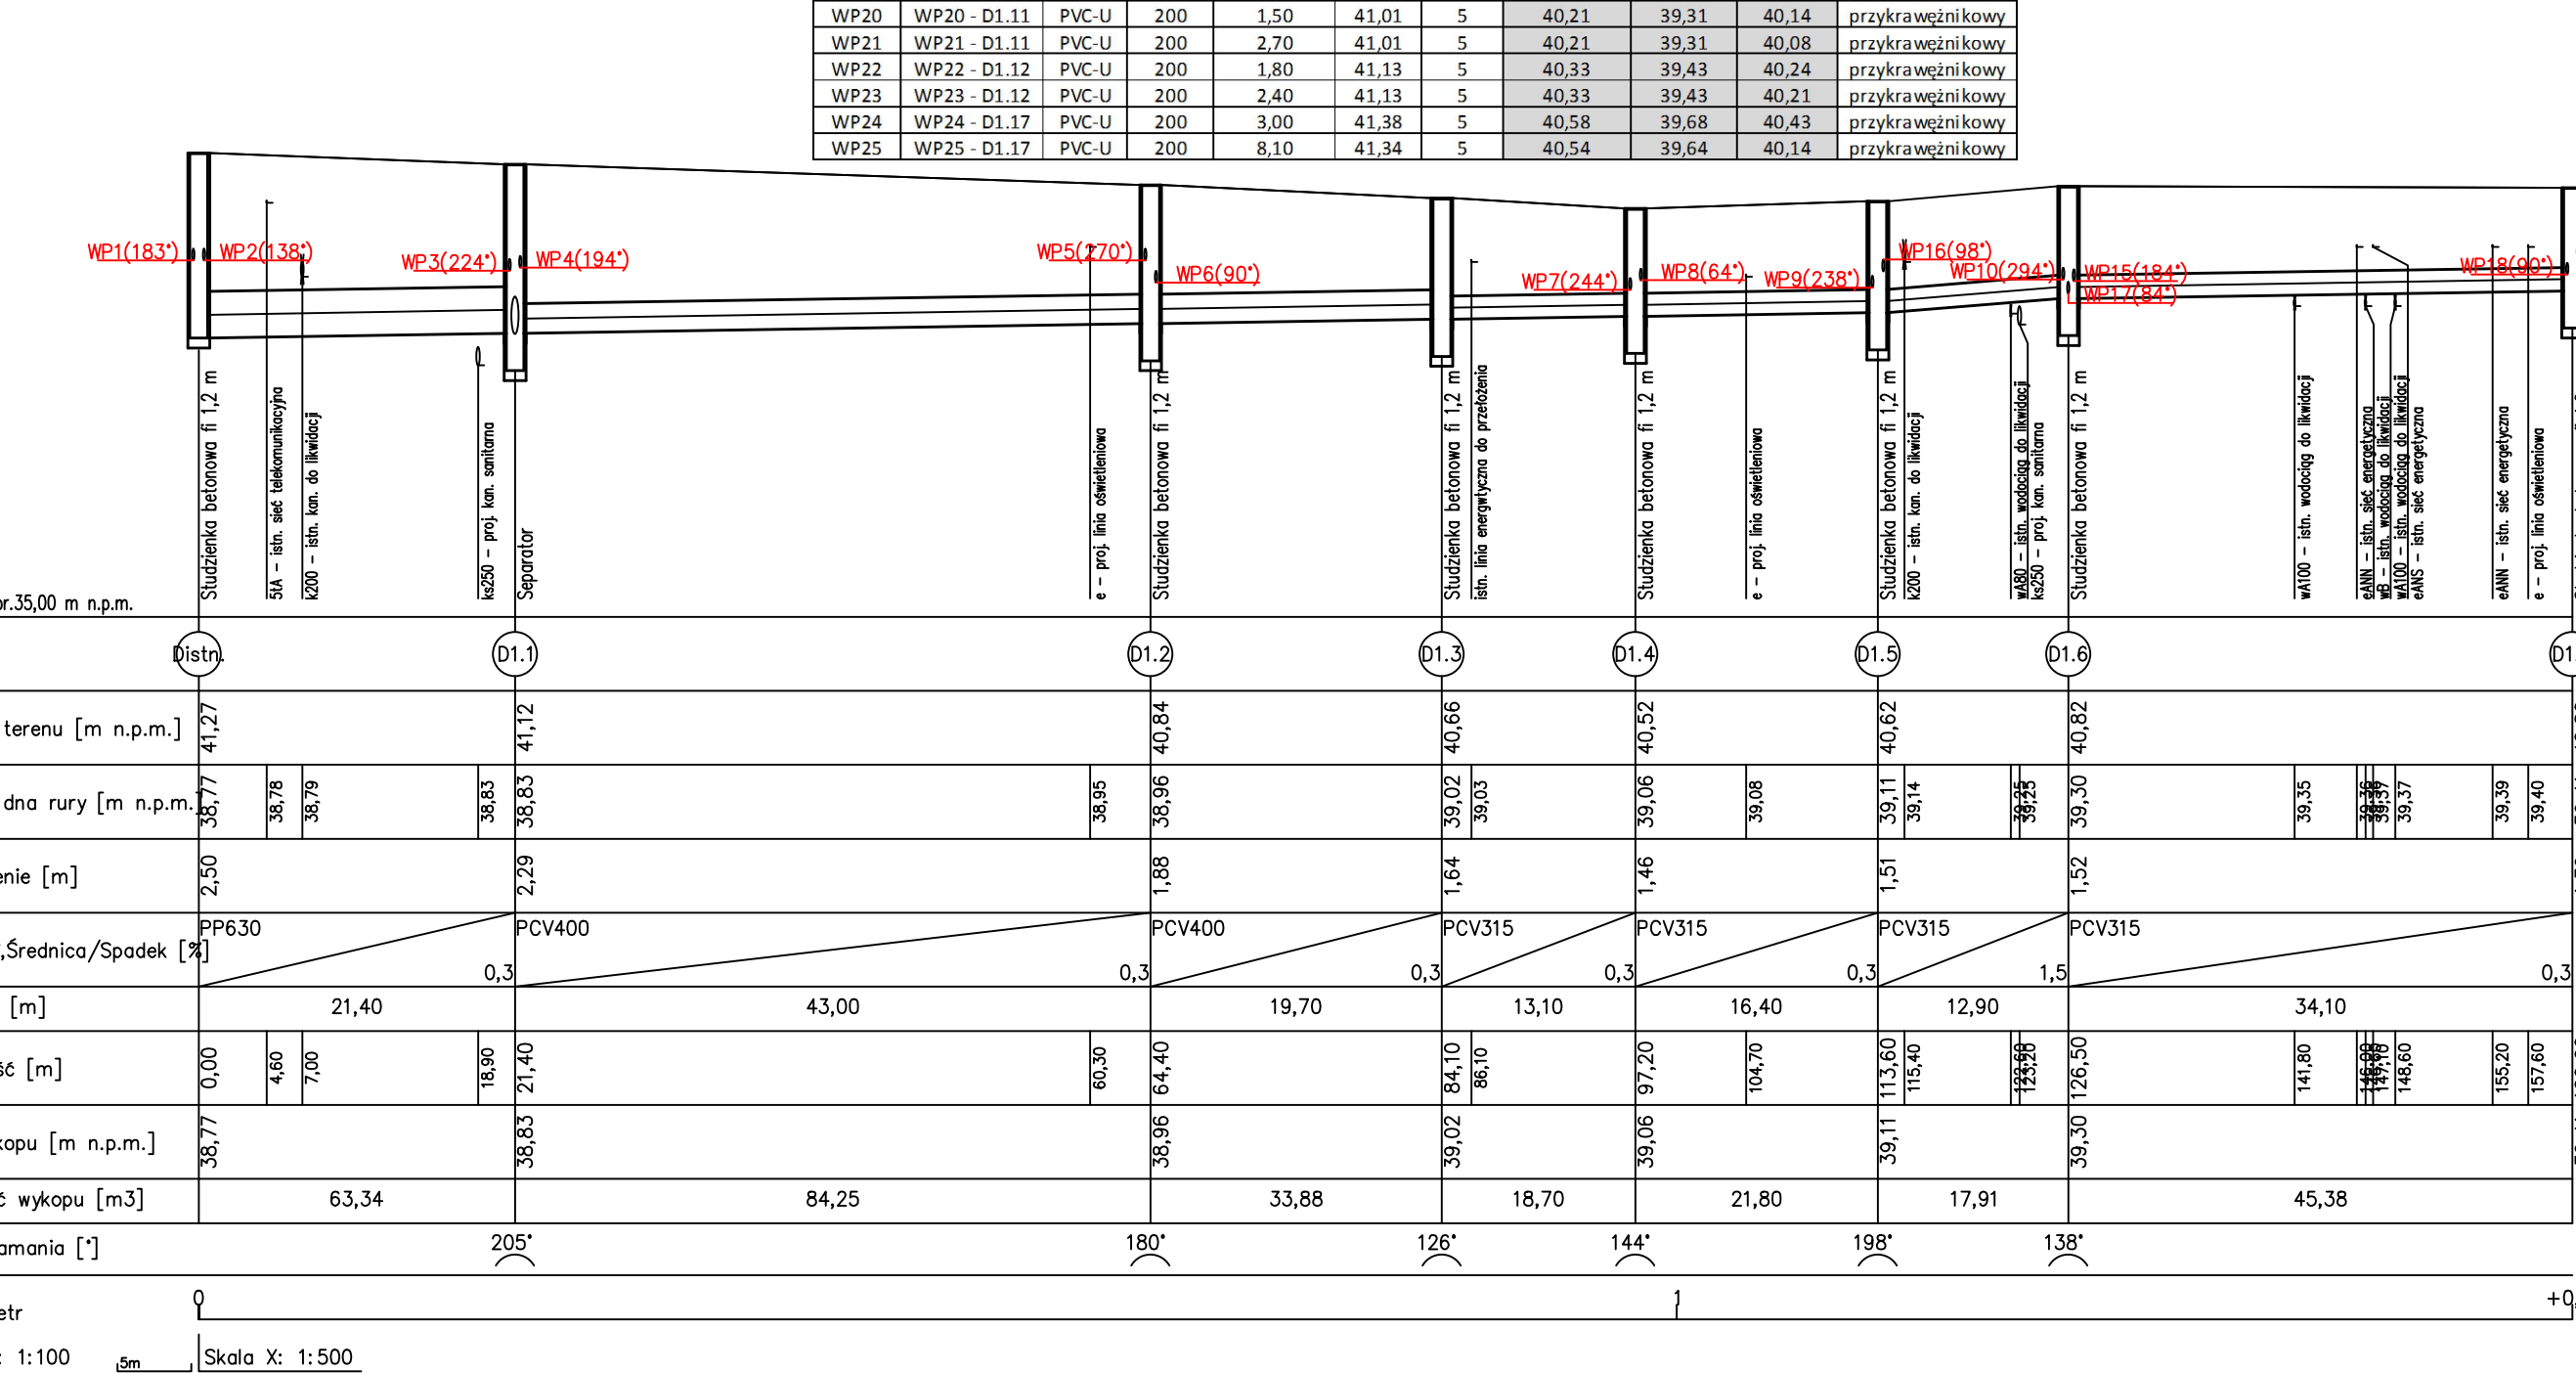 WP20 WP20 - D1.11 PVC-U 200 1,50 41,01 5 40,21 39,31 40,14 przykrawężnikowy
WP21 WP21 - D1.11 PVC-U 200 2,70 41,01 5 40,21 39,31 40,08 przykrawężnikowy
WP22 WP22 - D1.12 PVC-U 200 1,80 41,13 5 40,33 39,43 40,24 przykrawężnikowy
WP23 WP23 - D1.12 PVC-U 200 2,40 41,13 5 40,33 39,43 40,21 przykrawężnikowy
WP24 WP24 - D1.17 PVC-U 200 3,00 41,38 5 40,58 39,68 40,43 przykrawężnikowy
WP25 WP25 - D1.17 PVC-U 200 8,10 41,34 5 40,54 39,64 40,14 przykrawężnikowy
WP1(183°) WP2(138°) WP3(224°) WP4(194°) WP5(270°) WP6(90°) WP7(244°) WP8(64°) WP9(238°) WP16(98°) WP10(294°) WP15(184°) WP17(84°) WP18(90°)
Studzienka betonowa fi 1,2 m
5tA – istn. sieć telekomunikacyjna
k200 – istn. kan. do likwidacji
ks250 – proj. kan. sanitarna
Separator
e – proj. linia oświetleniowa
Studzienka betonowa fi 1,2 m
Studzienka betonowa fi 1,2 m
istn. linia energwtyczna do przełożenia
Studzienka betonowa fi 1,2 m
e – proj. linia oświetleniowa
Studzienka betonowa fi 1,2 m
k200 – istn. kan. do likwidacji
wA80 – istn. wodociąg do likwidacji
ks250 – proj. kan. sanitarna
Studzienka betonowa fi 1,2 m
wA100 – istn. wodociąg do likwidacji
eANN – istn. sieć energetyczna
wB – istn. wodociąg do likwidacji
wA100 – istn. wodociąg do likwidacji
eANS – istn. sieć energetyczna
eANN – istn. sieć energetyczna
e – proj. linia oświetleniowa
or.35,00 m n.p.m.
Distn. D1.1 D1.2 D1.3 D1.4 D1.5 D1.6 D1.
terenu [m n.p.m.] 41,27 41,12 40,84 40,66 40,52 40,62 40,82
dna rury [m n.p.m.] 38,77 38,78 38,79 38,83 38,83 38,95 38,96 39,02 39,03 39,06 39,08 39,11 39,14 39,25 39,25 39,30 39,35 39,36 39,37 39,37 39,39 39,40
enie [m] 2,50 2,29 1,88 1,64 1,46 1,51 1,52
,Średnica/Spadek [%] PP630 0,3 PCV400 0,3 PCV400 0,3 PCV315 0,3 PCV315 0,3 PCV315 1,5 PCV315 0,3
[m] 21,40 43,00 19,70 13,10 16,40 12,90 34,10
ść [m] 0,00 4,60 7,00 18,90 21,40 60,30 64,40 84,10 86,10 97,20 104,70 113,60 115,40 122,60 123,20 126,50 141,80 146,00 147,10 148,60 155,20 157,60
kopu [m n.p.m.] 38,77 38,83 38,96 39,02 39,06 39,11 39,30
ć wykopu [m3] 63,34 84,25 33,88 18,70 21,80 17,91 45,38
amania [°] 205° 180° 126° 144° 198° 138°
etr 0 1 +0
: 1:100 5m Skala X: 1:500